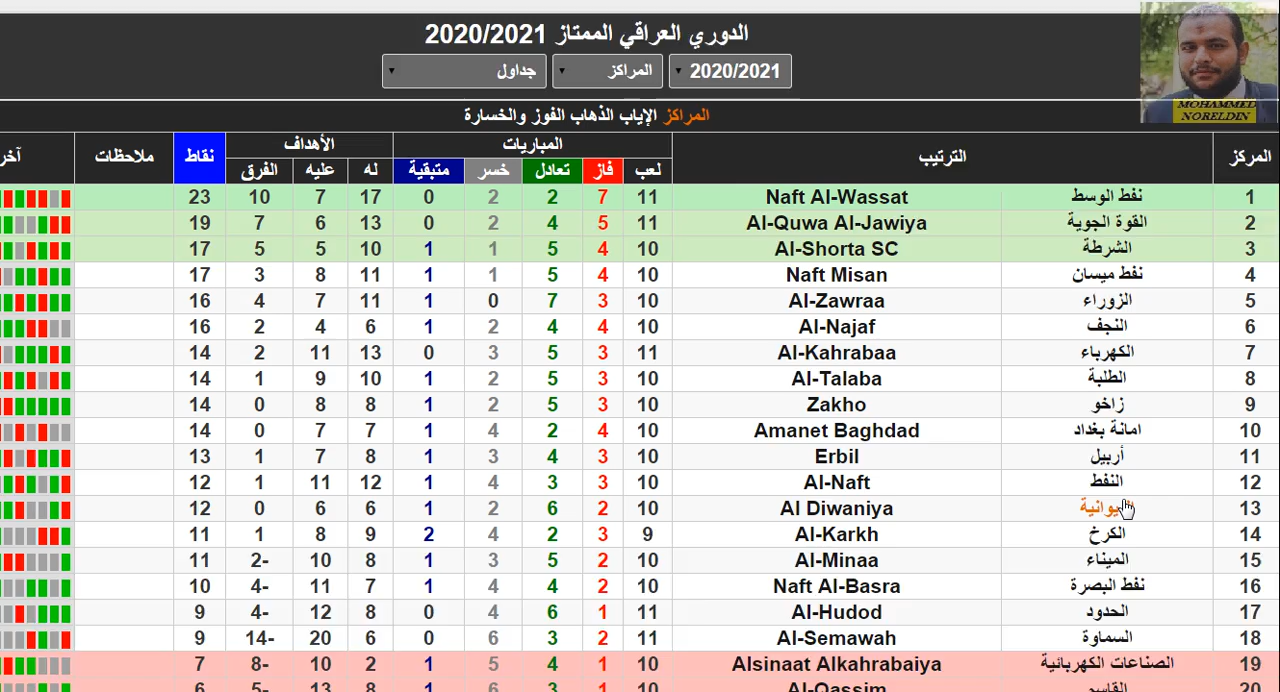 الدوري العراقي الممتاز 2020/2021
2020/2021 المراكز جداول
MOHAMMED
NORELDIN
المراكز الإياب الذهاب الفوز والخسارة
المركز الترتيب المباريات الأهداف نقاط ملاحظات آخر
لعب فاز تعادل خسر متبقية له عليه الفرق
1 نفط الوسط Naft Al-Wassat 11 7 2 2 0 17 7 10 23
2 القوة الجوية Al-Quwa Al-Jawiya 11 5 4 2 0 13 6 7 19
3 الشرطة Al-Shorta SC 10 4 5 1 1 10 5 5 17
4 نفط ميسان Naft Misan 10 4 5 1 1 11 8 3 17
5 الزوراء Al-Zawraa 10 3 7 0 1 11 7 4 16
6 النجف Al-Najaf 10 4 4 2 1 6 4 2 16
7 الكهرباء Al-Kahrabaa 11 3 5 3 0 13 11 2 14
8 الطلبة Al-Talaba 10 3 5 2 1 10 9 1 14
9 زاخو Zakho 10 3 5 2 1 8 8 0 14
10 امانة بغداد Amanet Baghdad 10 4 2 4 1 7 7 0 14
11 أربيل Erbil 10 3 4 3 1 8 7 1 13
12 النفط Al-Naft 10 3 3 4 1 12 11 1 12
13 يوانية Al Diwaniya 10 2 6 2 1 6 6 0 12
14 الكرخ Al-Karkh 9 3 2 4 2 9 8 1 11
15 الميناء Al-Minaa 10 2 5 3 1 8 10 2- 11
16 نفط البصرة Naft Al-Basra 10 2 4 4 1 7 11 4- 10
17 الحدود Al-Hudod 11 1 6 4 0 8 12 4- 9
18 السماوة Al-Semawah 11 2 3 6 0 6 20 14- 9
19 الصناعات الكهربائية Alsinaat Alkahrabaiya 10 1 4 5 1 2 10 8- 7
20 القاسم Al-Qassim 10 1 3 6 1 8 13 5- 6